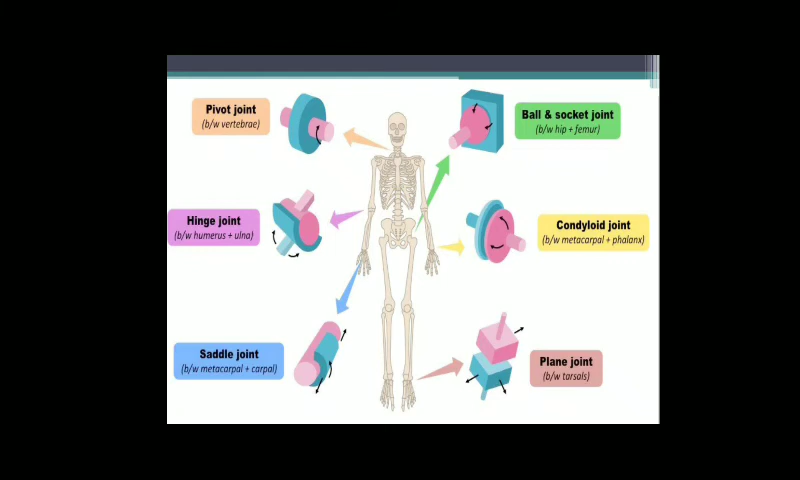 Pivot joint
(b/w vertebrae)
Ball & socket joint
(b/w hip + femur)
Hinge joint
(b/w humerus + ulna)
Condyloid joint
(b/w metacarpal + phalanx)
Saddle joint
(b/w metacarpal + carpal)
Plane joint
(b/w tarsals)